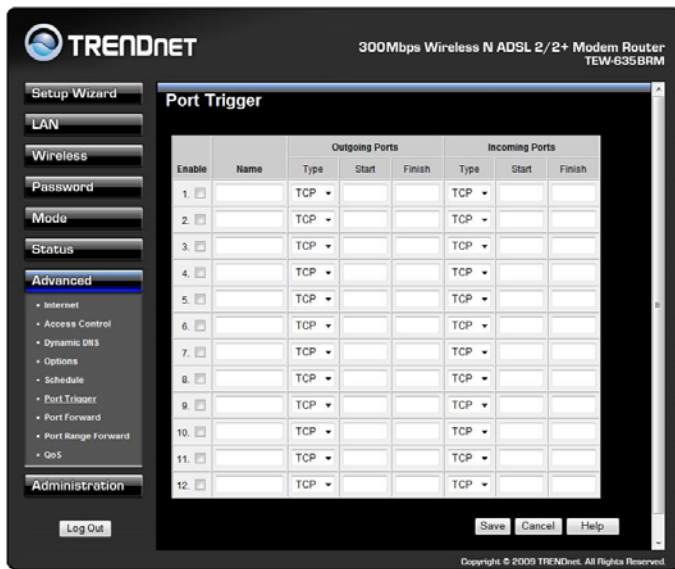 TRENDNET
300Mbps Wireless N ADSL 2/2+ Modem Router
TEW-635BRM
Setup Wizard
LAN
Wireless
Password
Mode
Status
Advanced
• Internet
• Access Control
• Dynamic DNS
• Options
• Schedule
• Port Trigger
• Port Forward
• Port Range Forward
• QoS
Administration
Log Out
Port Trigger
Outgoing Ports Incoming Ports
Enable Name Type Start Finish Type Start Finish
1. TCP TCP
2. TCP TCP
3. TCP TCP
4. TCP TCP
5. TCP TCP
6. TCP TCP
7. TCP TCP
8. TCP TCP
9. TCP TCP
10. TCP TCP
11. TCP TCP
12. TCP TCP
Save Cancel Help
Copyright © 2009 TRENDnet. All Rights Reserved.